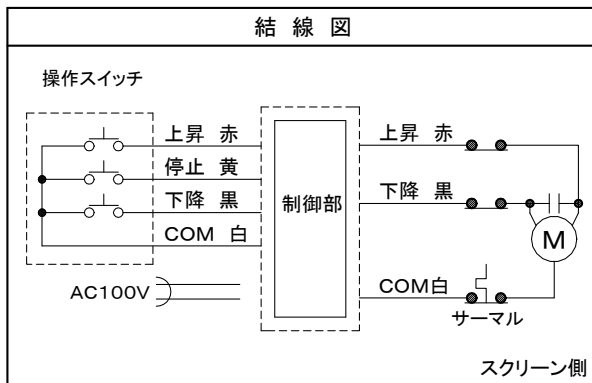 結線図
操作スイッチ
上昇 赤
停止 黄
下降 黒
COM 白
AC100V
制御部
上昇 赤
下降 黒
COM白
サーマル
M
スクリーン側